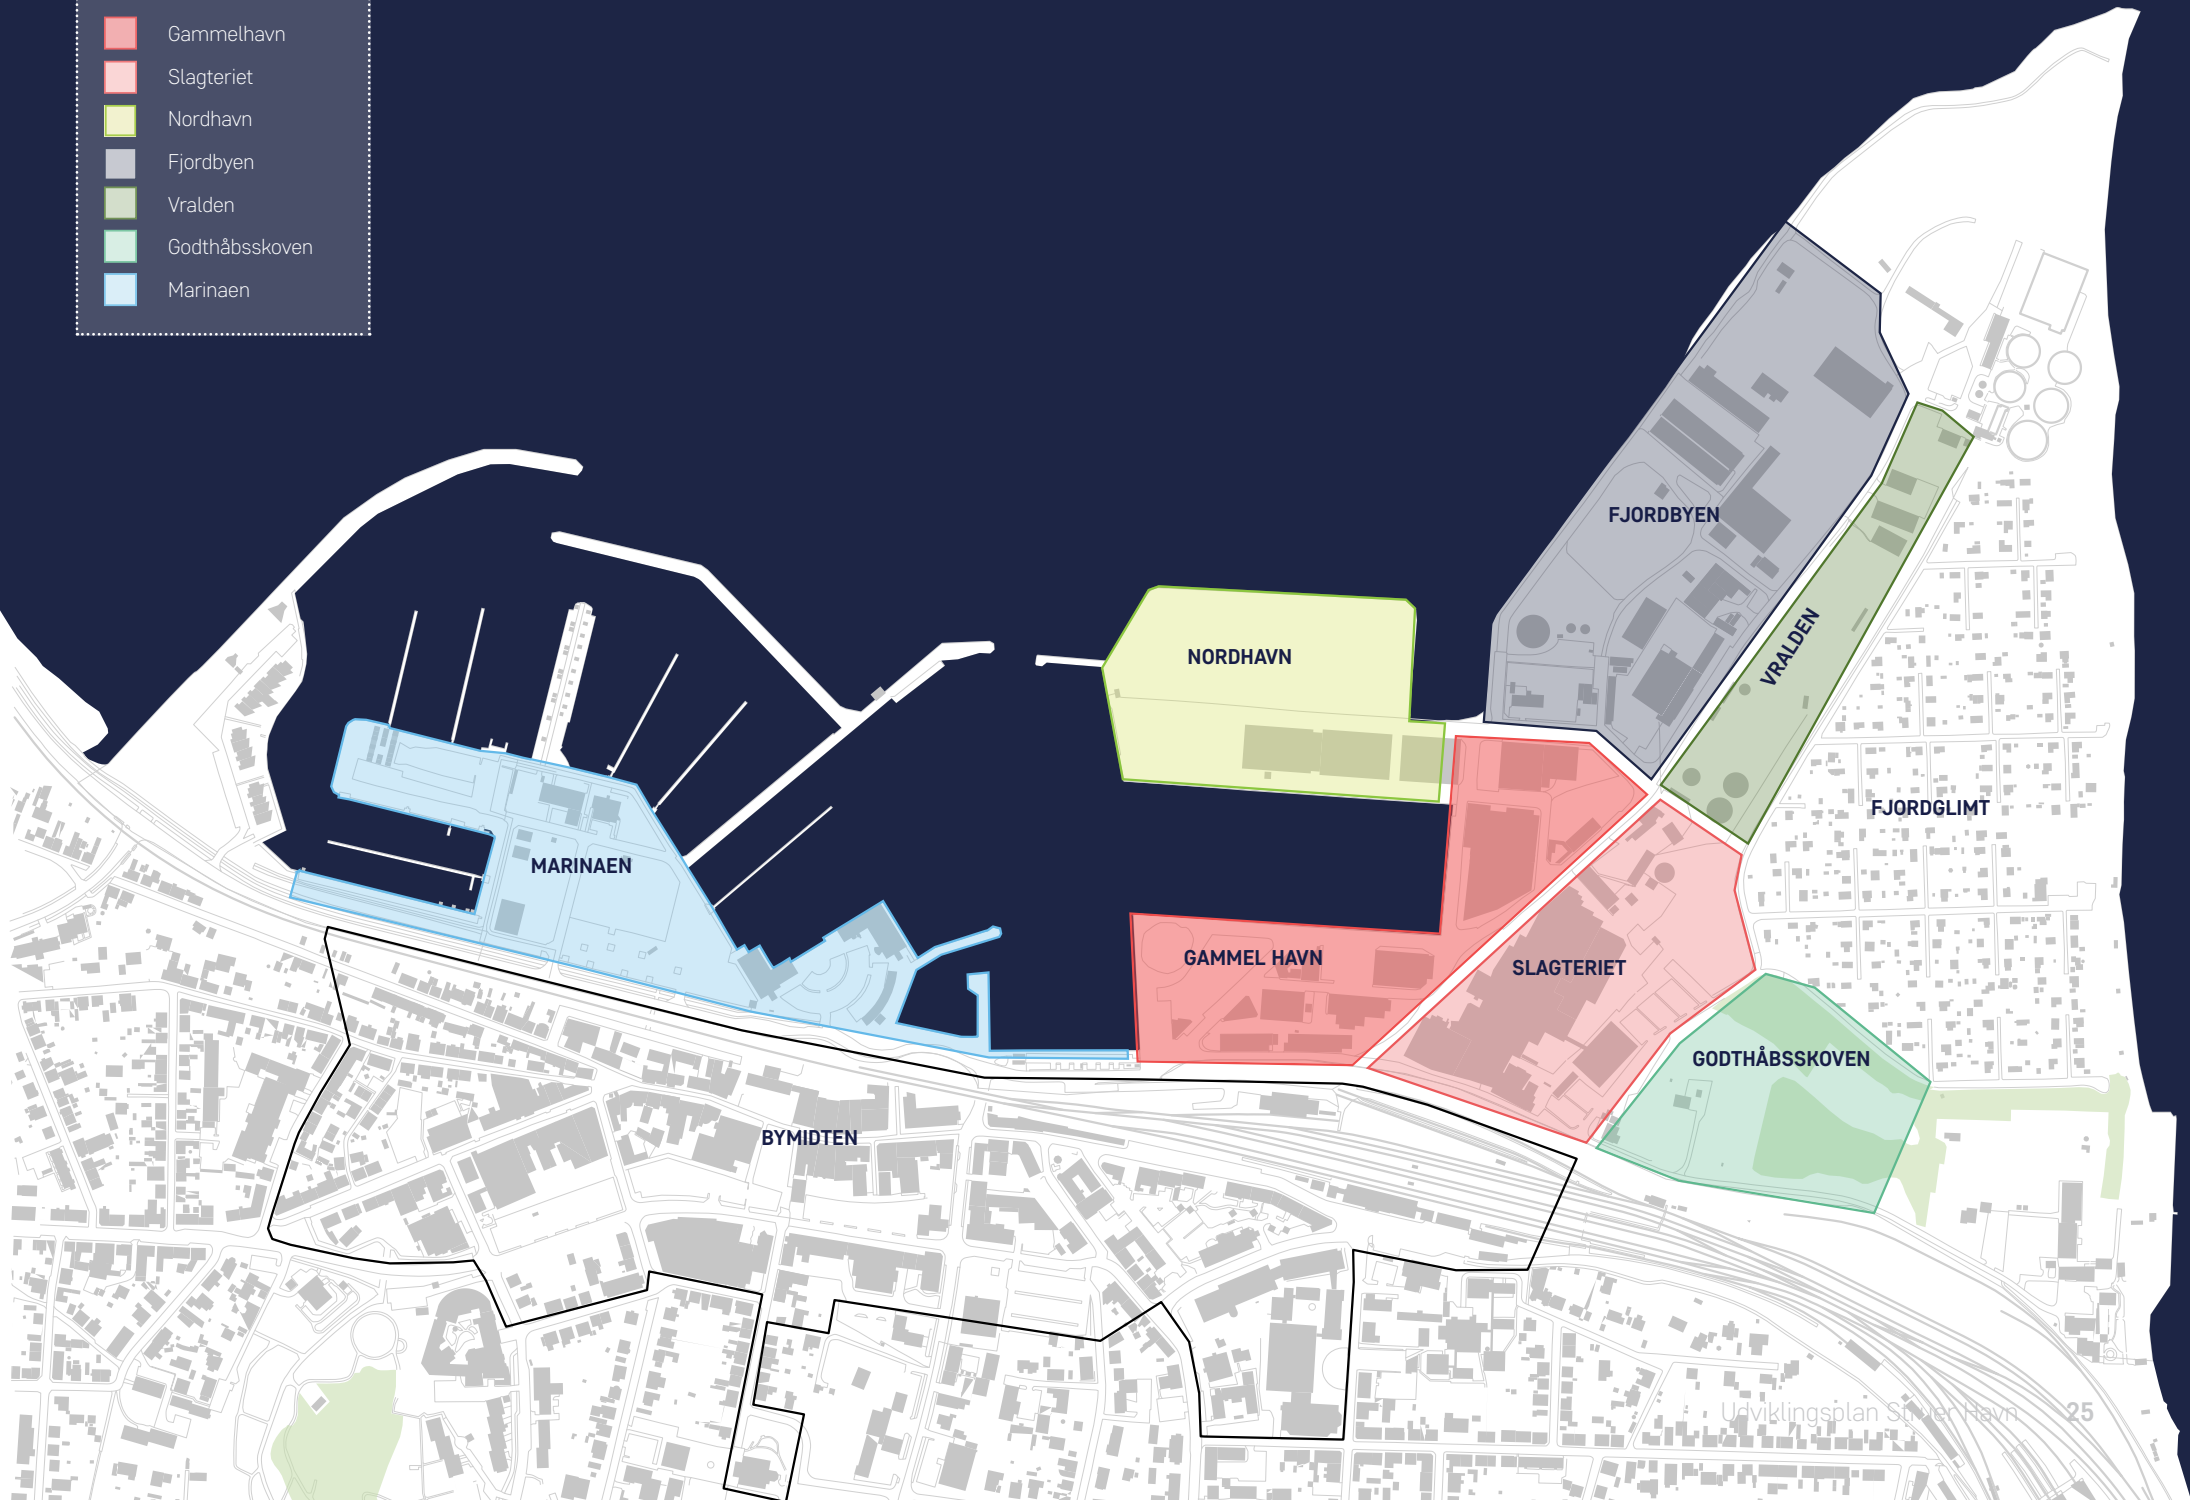 Gammelhavn
Slagteriet
Nordhavn
Fjordbyen
Vralden
Godthåbsskoven
Marinaen
FJORDBYEN
VRALDEN
NORDHAVN
FJORDGLIMT
MARINAEN
GAMMEL HAVN
SLAGTERIET
GODTHÅBSSKOVEN
BYMIDTEN
Udviklingsplan Struer Havn 25